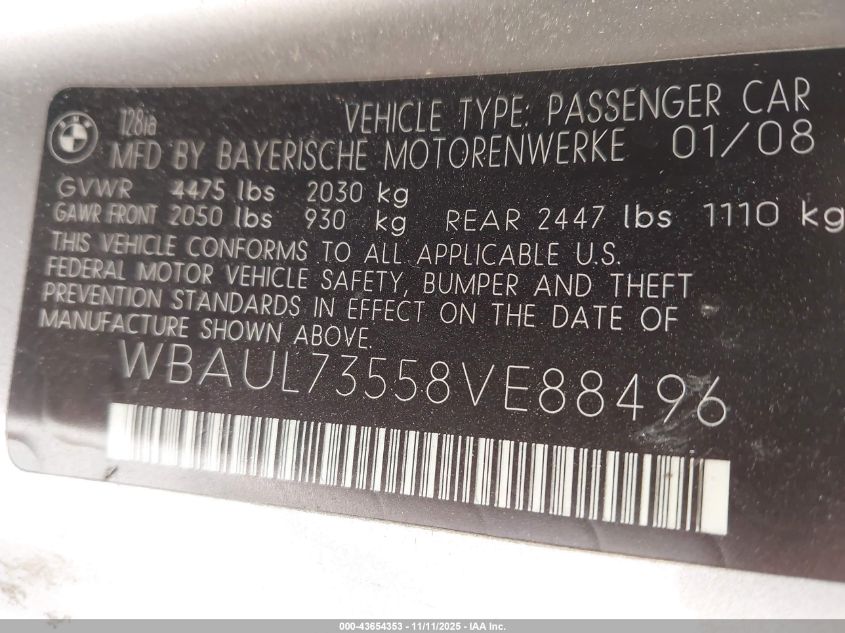 BMW
128ia
VEHICLE TYPE: PASSENGER CAR
MFD BY BAYERISCHE MOTORENWERKE 01/08
GVWR 4475 lbs 2030 kg
GAWR FRONT 2050 lbs 930 kg REAR 2447 lbs 1110 kg
THIS VEHICLE CONFORMS TO ALL APPLICABLE U.S.
FEDERAL MOTOR VEHICLE SAFETY, BUMPER AND THEFT
PREVENTION STANDARDS IN EFFECT ON THE DATE OF
MANUFACTURE SHOWN ABOVE.
WBAUL73558VE88496
000-43654353 - 11/11/2025 - IAA Inc.